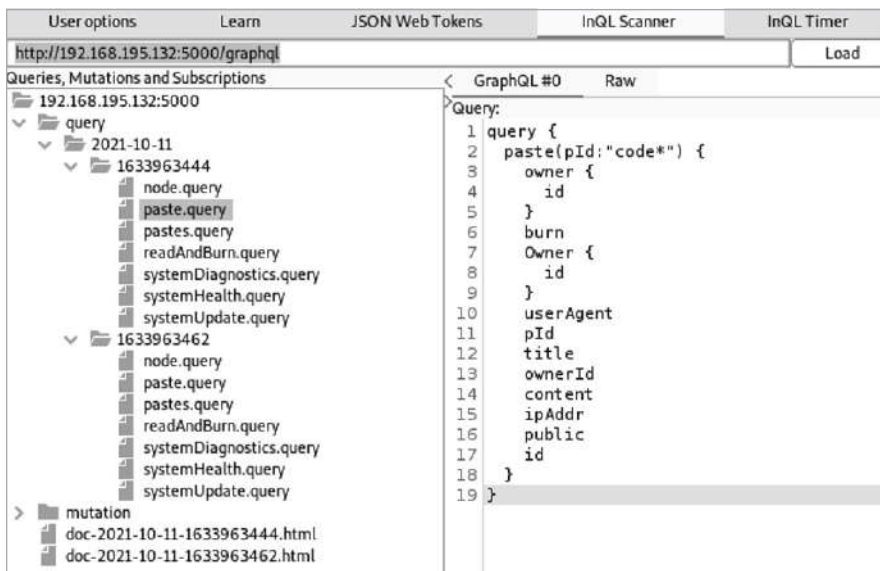 User options Learn JSON Web Tokens InQL Scanner InQL Timer
http://192.168.195.132:5000/graphql Load
Queries, Mutations and Subscriptions
192.168.195.132:5000
query
2021-10-11
1633963444
node.query
paste.query
pastes.query
readAndBurn.query
systemDiagnostics.query
systemHealth.query
systemUpdate.query
1633963462
node.query
paste.query
pastes.query
readAndBurn.query
systemDiagnostics.query
systemHealth.query
systemUpdate.query
mutation
doc-2021-10-11-1633963444.html
doc-2021-10-11-1633963462.html
GraphQL #0 Raw
Query:
1 query {
2 paste(pId:"code*") {
3 owner {
4 id
5 }
6 burn
7 Owner {
8 id
9 }
10 userAgent
11 pId
12 title
13 ownerId
14 content
15 ipAddr
16 public
17 id
18 }
19 }